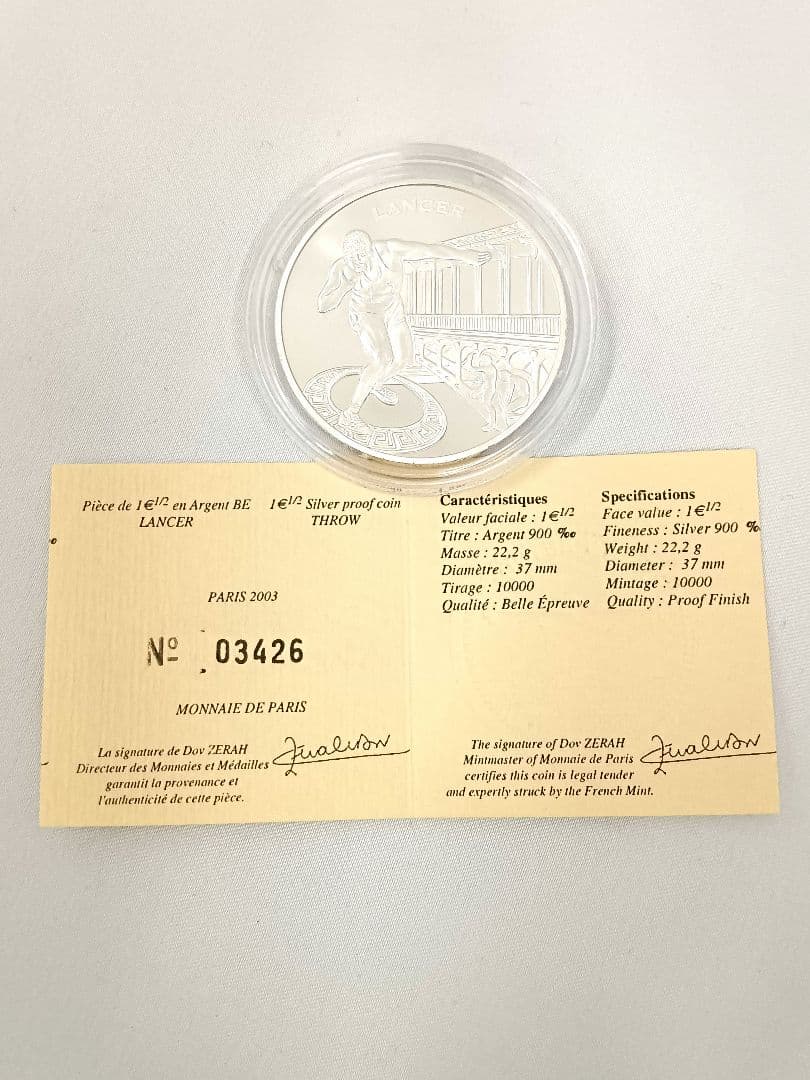 LANCER
Pièce de 1€1/2 en Argent BE
LANCER
1€1/2 Silver proof coin
THROW
PARIS 2003
Nº 03426
MONNAIE DE PARIS
La signature de Dov ZERAH
Directeur des Monnaies et Médailles
garantit la provenance et
l'authenticité de cette pièce.
Caractéristiques
Valeur faciale : 1€1/2
Titre : Argent 900 ‰
Masse : 22,2 g
Diamètre : 37 mm
Tirage : 10000
Qualité : Belle Épreuve
Specifications
Face value : 1€1/2
Fineness : Silver 900 ‰
Weight : 22,2 g
Diameter : 37 mm
Mintage : 10000
Quality : Proof Finish
The signature of Dov ZERAH
Mintmaster of Monnaie de Paris
certifies this coin is legal tender
and expertly struck by the French Mint.